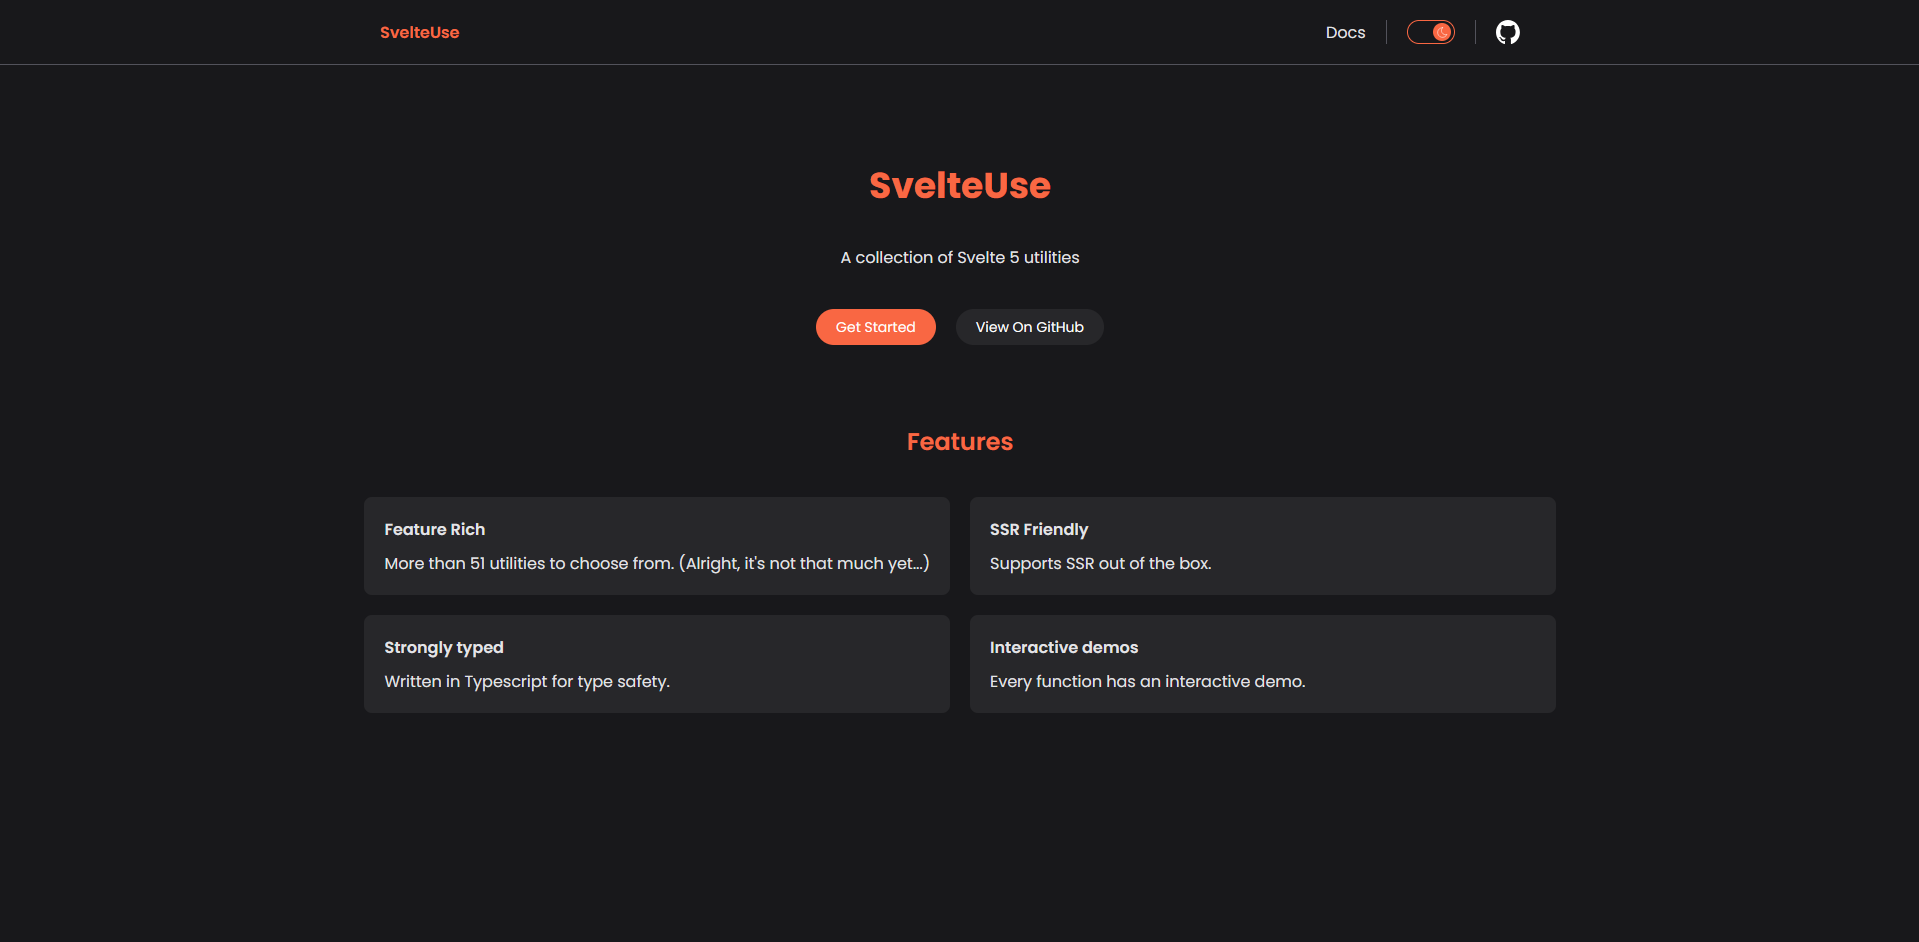 SvelteUse
Docs
SvelteUse
A collection of Svelte 5 utilities
Get Started
View On GitHub
Features
Feature Rich
More than 51 utilities to choose from. (Alright, it's not that much yet...)
SSR Friendly
Supports SSR out of the box.
Strongly typed
Written in Typescript for type safety.
Interactive demos
Every function has an interactive demo.